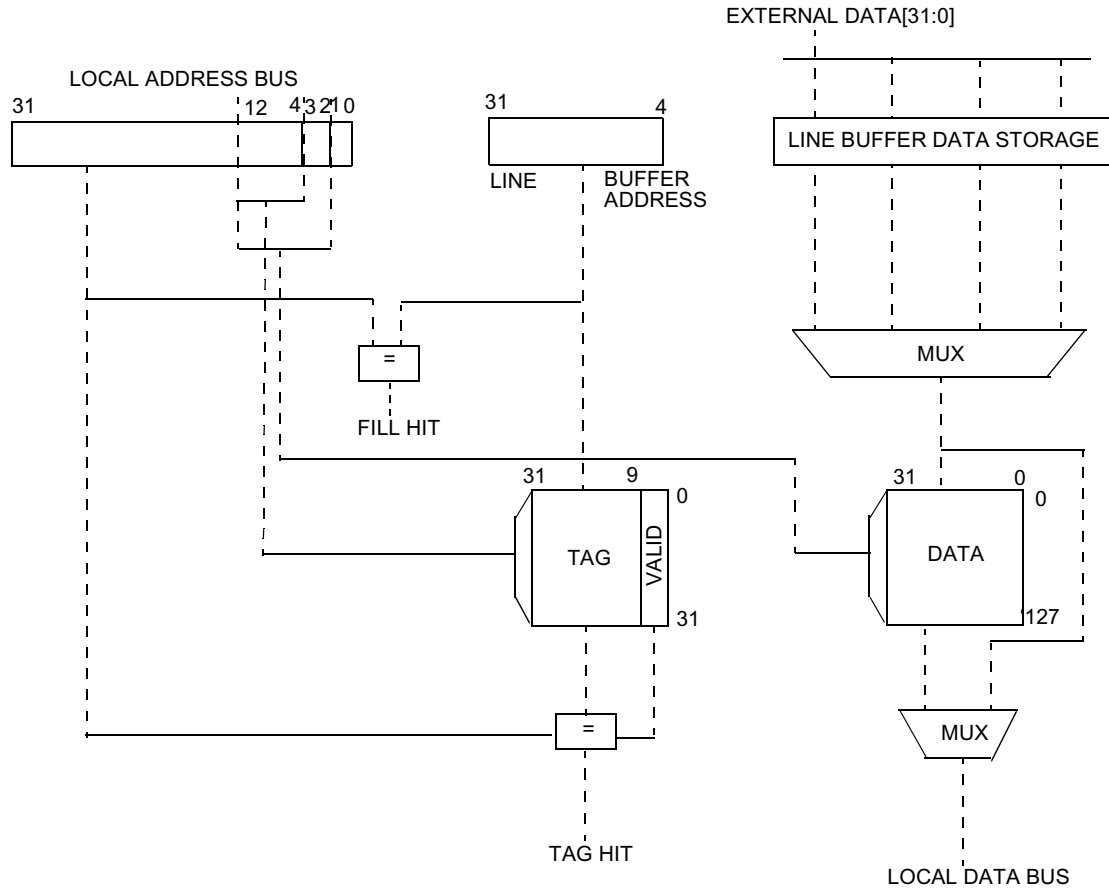 EXTERNAL DATA[31:0]
LOCAL ADDRESS BUS
31 12 4 3 2 1 0
31 4
LINE BUFFER DATA STORAGE
LINE BUFFER
ADDRESS
MUX
=
FILL HIT
31 9 0
31 0
0
TAG
VALID
DATA
31
127
=
MUX
TAG HIT
LOCAL DATA BUS